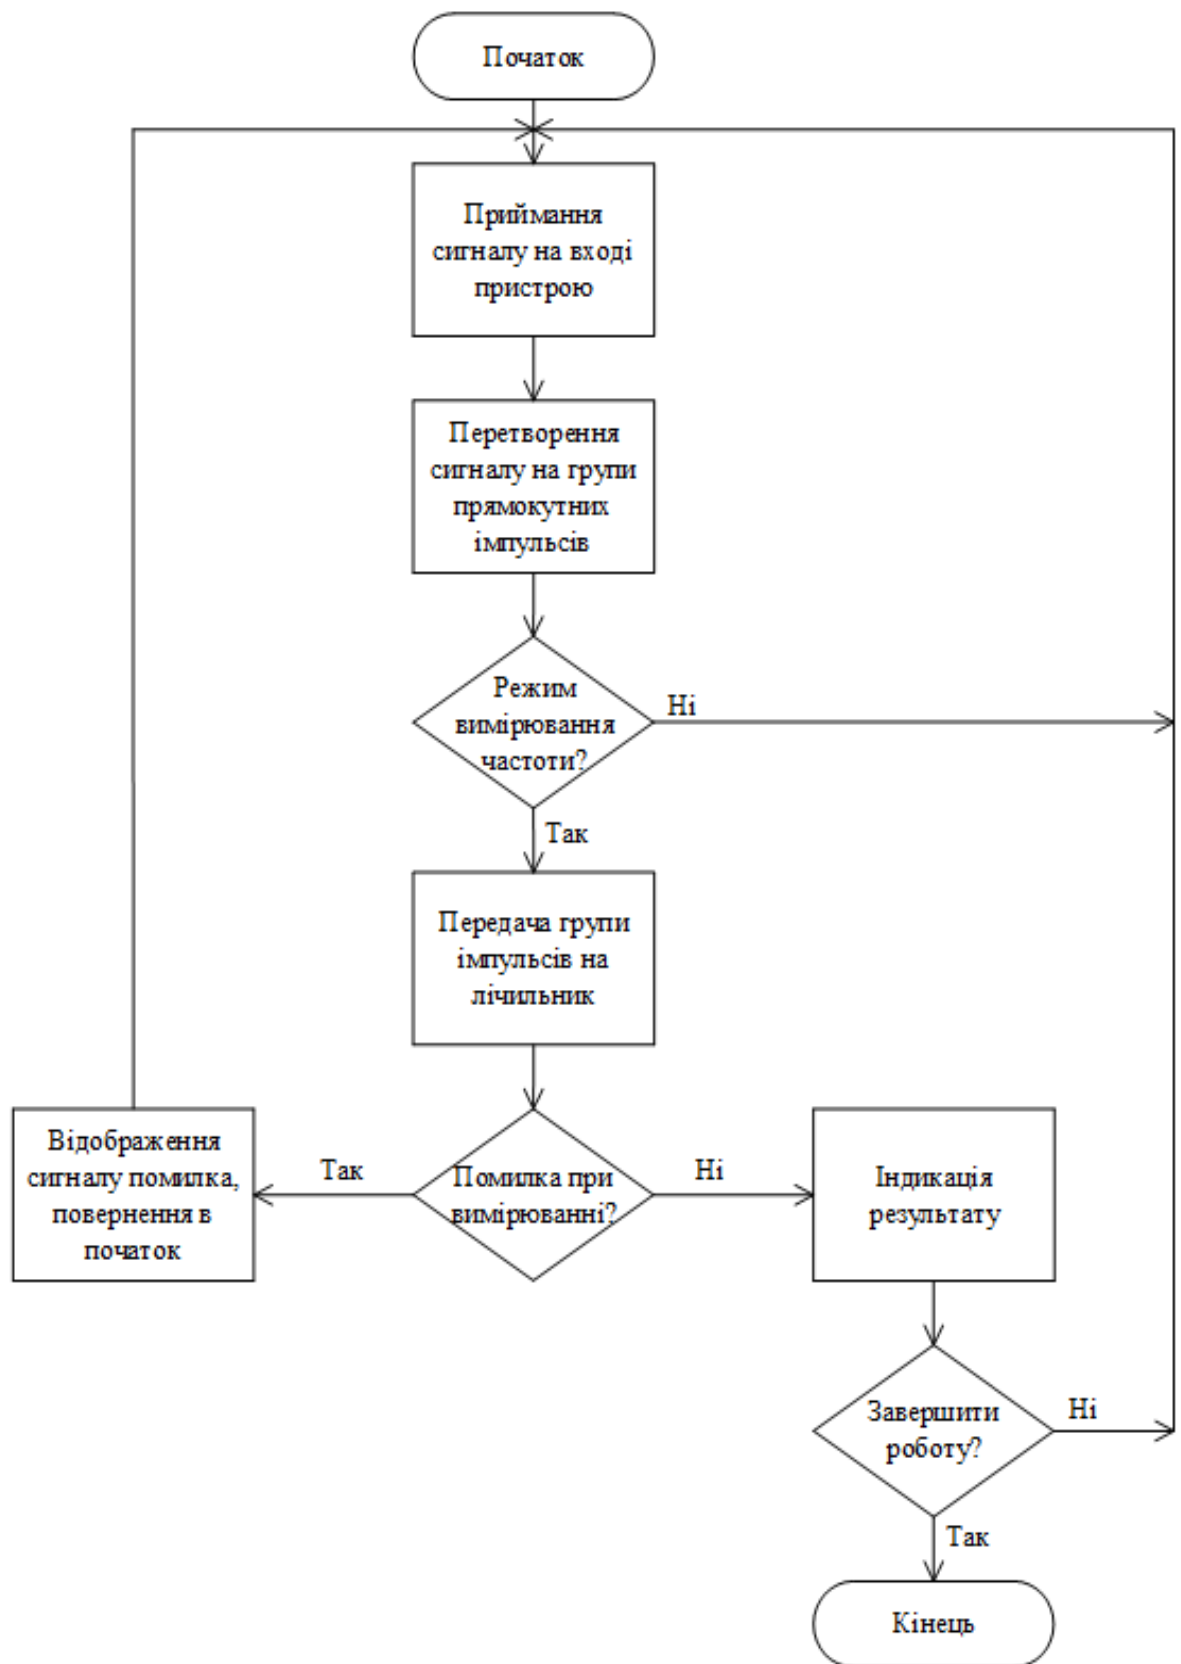 Початок
Приймання
сигналу на вході
пристрою
Перетворення
сигналу на групи
прямокутних
імпульсів
Режим
вимірювання
частоти?
Ні
Так
Передача групи
імпульсів на
лічильник
Відображення
сигналу помилка,
повернення в
початок
Так
Помилка при
вимірюванні?
Ні
Індикація
результату
Завершити
роботу?
Ні
Так
Кінець